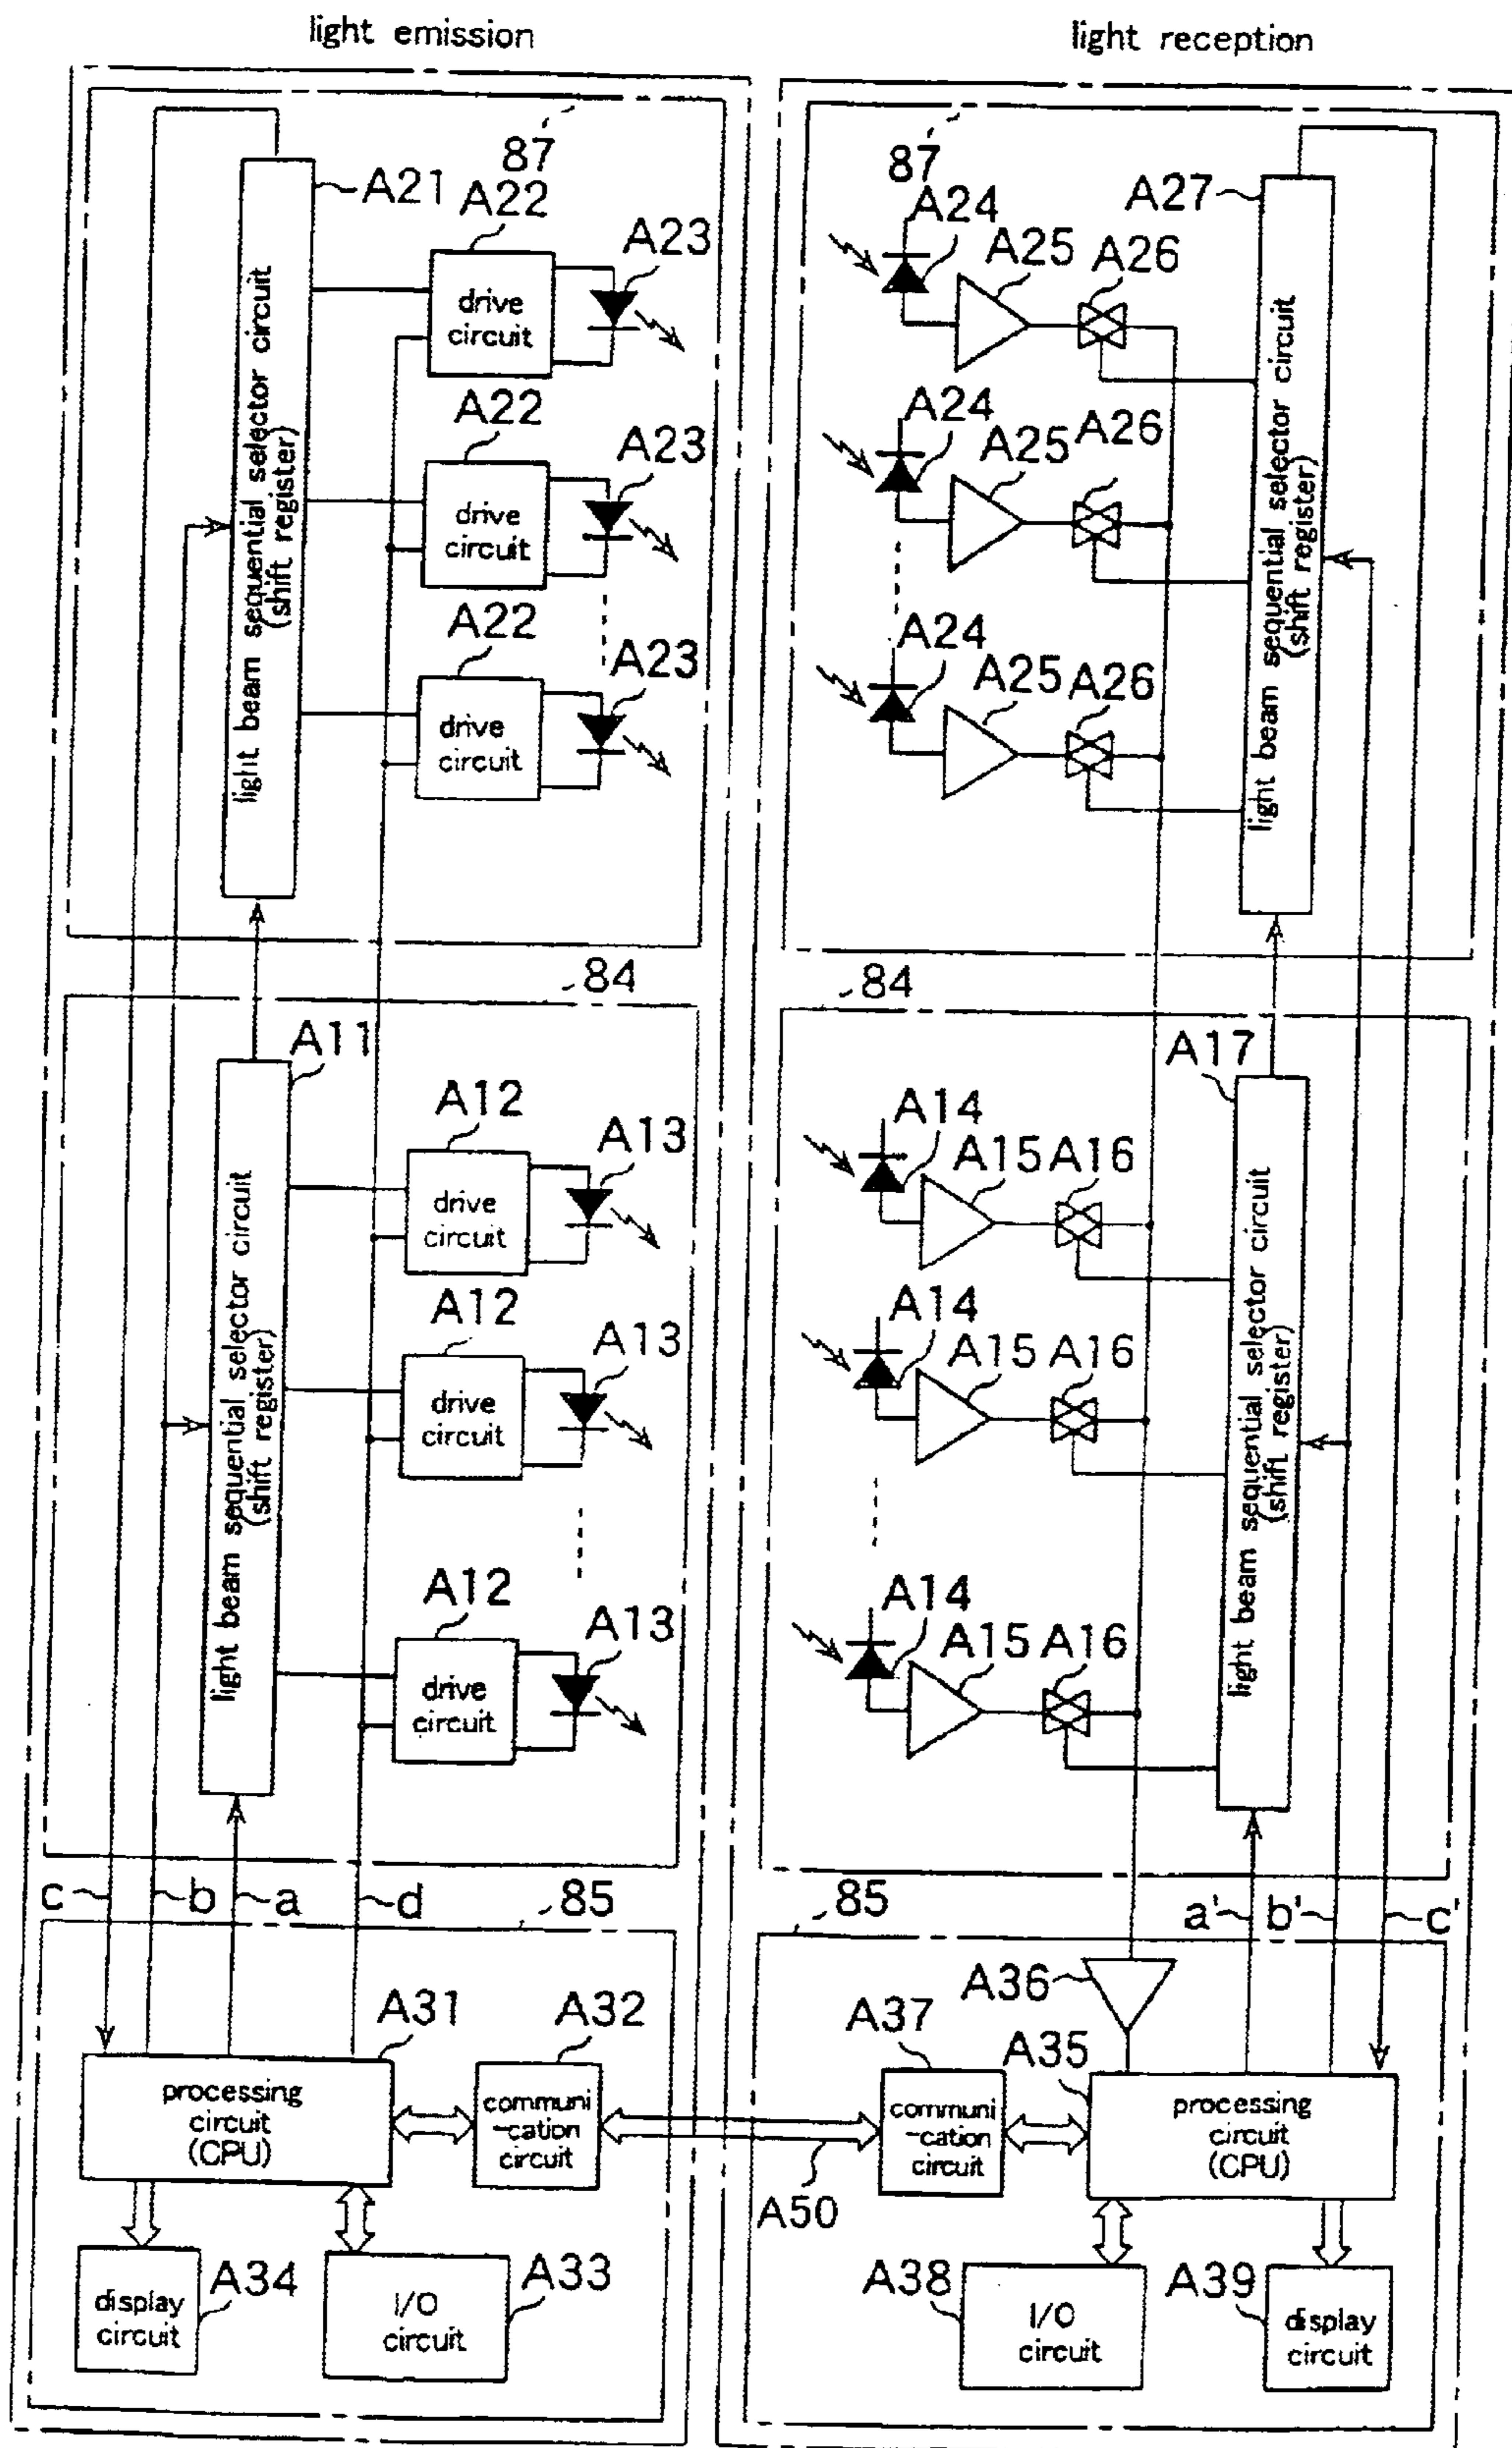 light emission
light reception
87
A21
A22
A23
light beam sequential selector circuit
(shift register)
drive
circuit
A22
A23
drive
circuit
A22
A23
drive
circuit
84
A11
A12
A13
light beam sequential selector circuit
(shift register)
drive
circuit
A12
A13
drive
circuit
A12
A13
drive
circuit
c
b
a
d
85
A31
A32
processing
circuit
(CPU)
communi
-cation
circuit
A34
A33
display
circuit
I/O
circuit
87
A24
A25
A26
A27
light beam sequential selector circuit
(shift register)
A24
A25
A26
A24
A25
A26
84
A17
A14
A15
A16
light beam sequential selector circuit
(shift register)
A14
A15
A16
A14
A15
A16
85
a'
b'
c'
A36
A37
A35
communi
-cation
circuit
processing
circuit
(CPU)
A50
A38
A39
I/O
circuit
display
circuit